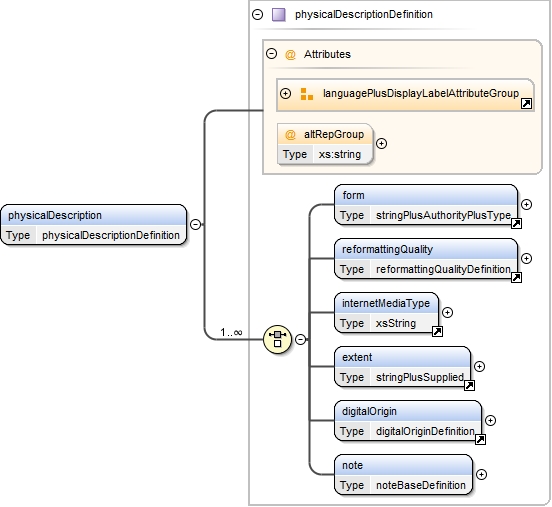 physicalDescriptionDefinition
@ Attributes
languagePlusDisplayLabelAttributeGroup
@ altRepGroup
Type xs:string
physicalDescription
Type physicalDescriptionDefinition
1..∞
form
Type stringPlusAuthorityPlusType
reformattingQuality
Type reformattingQualityDefinition
internetMediaType
Type xsString
extent
Type stringPlusSupplied
digitalOrigin
Type digitalOriginDefinition
note
Type noteBaseDefinition